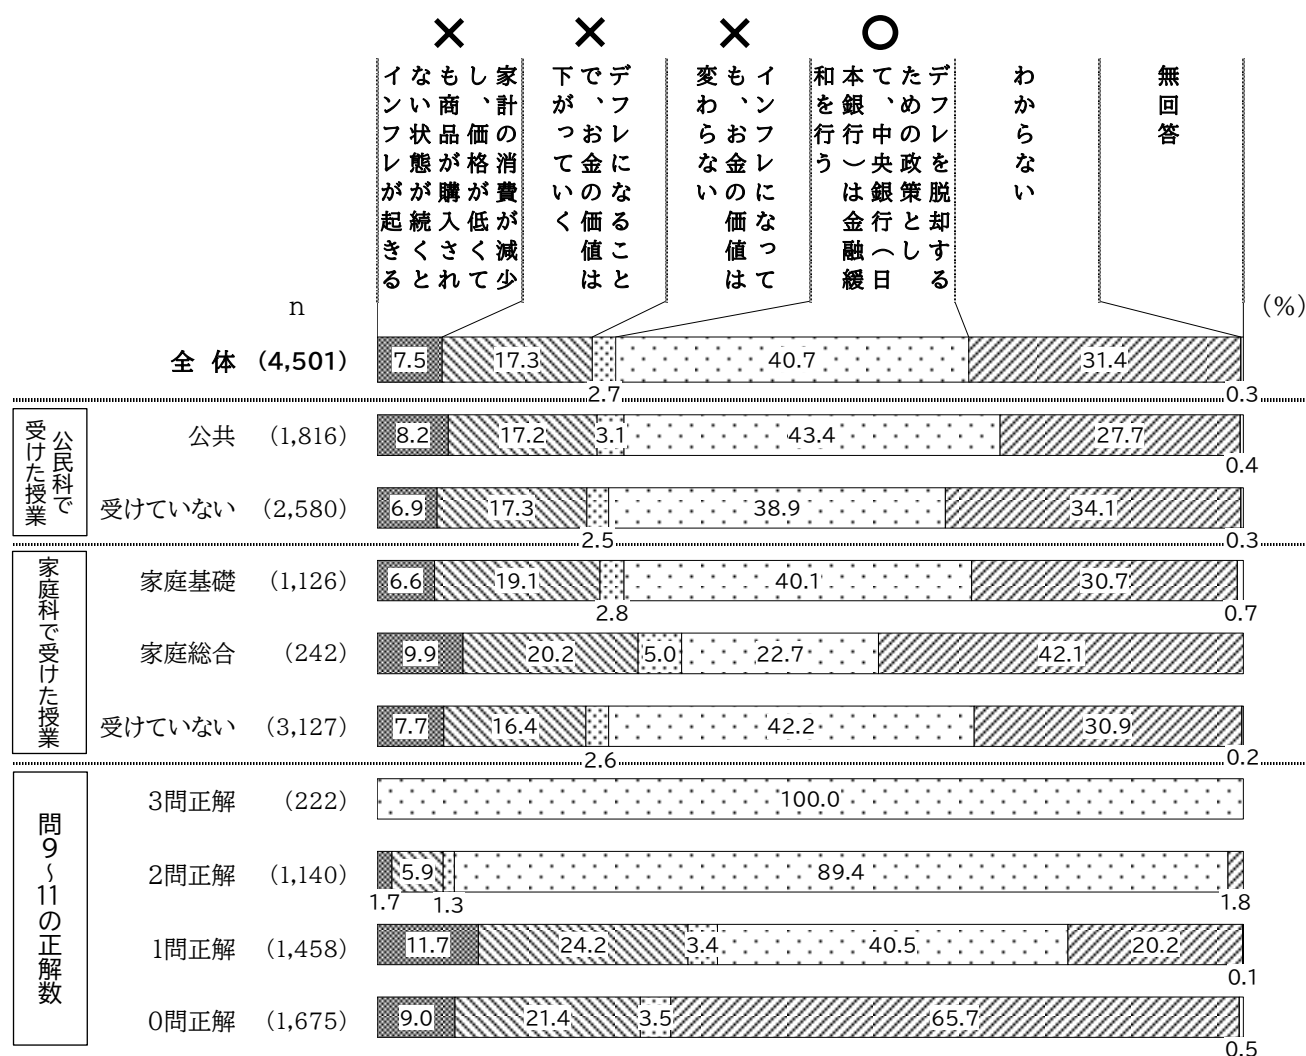 × × × ○
家計の消費が減少
し、価格が低くて
も商品が購入され
ない状態が続くと
インフレが起きる
デフレになること
で、お金の価値は
下がっていく
インフレになって
も、お金の価値は
変わらない
デフレを脱却する
ための政策とし
て、中央銀行（日
本銀行）は金融緩
和を行う
わからない
無回答
n
(%)
全体 (4,501) 7.5 17.3 2.7 40.7 31.4 0.3
公民科で
受けた授業
公共 (1,816) 8.2 17.2 3.1 43.4 27.7 0.4
受けていない (2,580) 6.9 17.3 2.5 38.9 34.1 0.3
家庭科で受けた授業
家庭基礎 (1,126) 6.6 19.1 2.8 40.1 30.7 0.7
家庭総合 (242) 9.9 20.2 5.0 22.7 42.1
受けていない (3,127) 7.7 16.4 2.6 42.2 30.9 0.2
問9～11の正解数
3問正解 (222) 100.0
2問正解 (1,140) 1.7 5.9 1.3 89.4 1.8
1問正解 (1,458) 11.7 24.2 3.4 40.5 20.2 0.1
0問正解 (1,675) 9.0 21.4 3.5 65.7 0.5